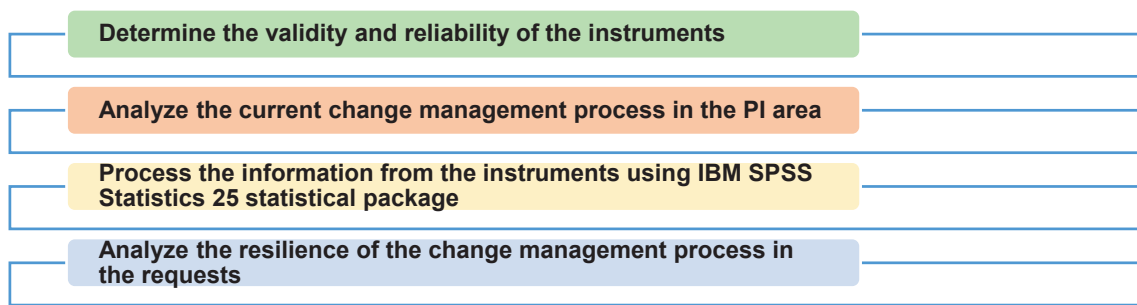 Determine the validity and reliability of the instruments
Analyze the current change management process in the PI area
Process the information from the instruments using IBM SPSS
Statistics 25 statistical package
Analyze the resilience of the change management process in
the requests